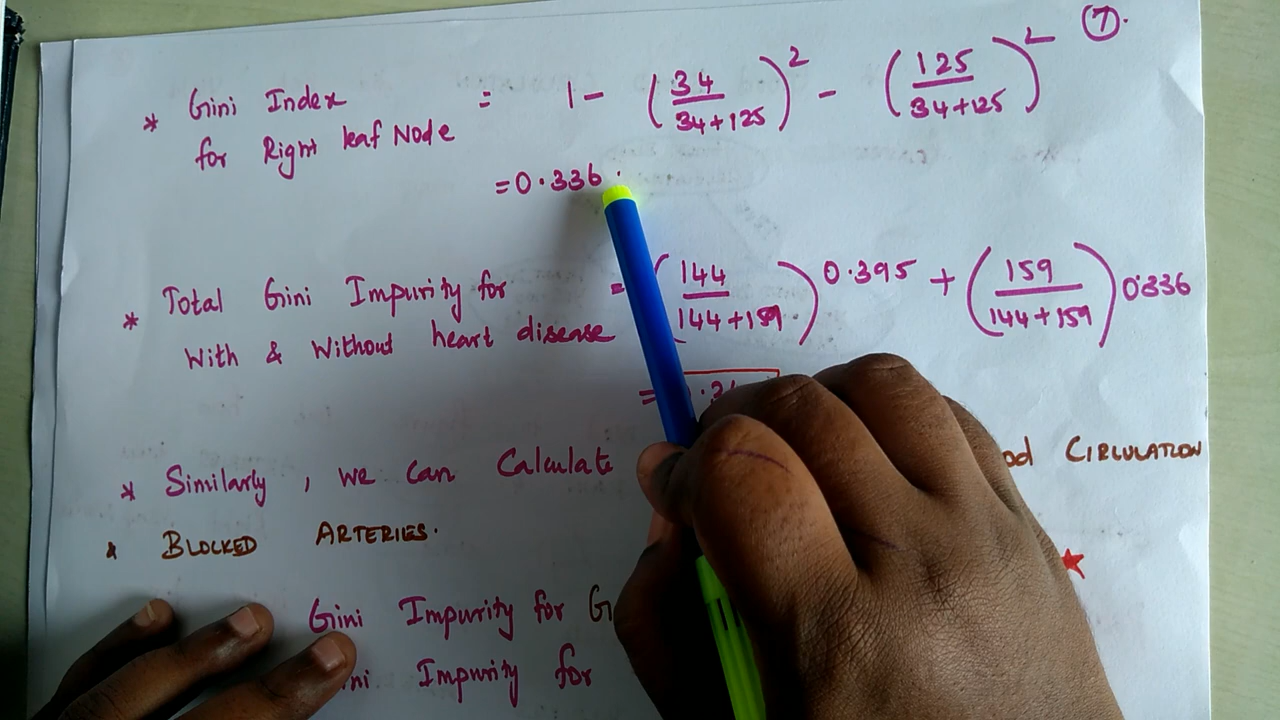 7.
* Gini Index = 1 - (34/34+125)² - (125/34+125)²
for Right Leaf Node
= 0.336.
* Total Gini Impurity for = (144/144+159) 0.395 + (159/144+159) 0.336
With & Without heart disease
=
* Similarly, we can Calculate CIRCULATION
& BLOCKED ARTERIES.
Gini Impurity for G
Impurity for